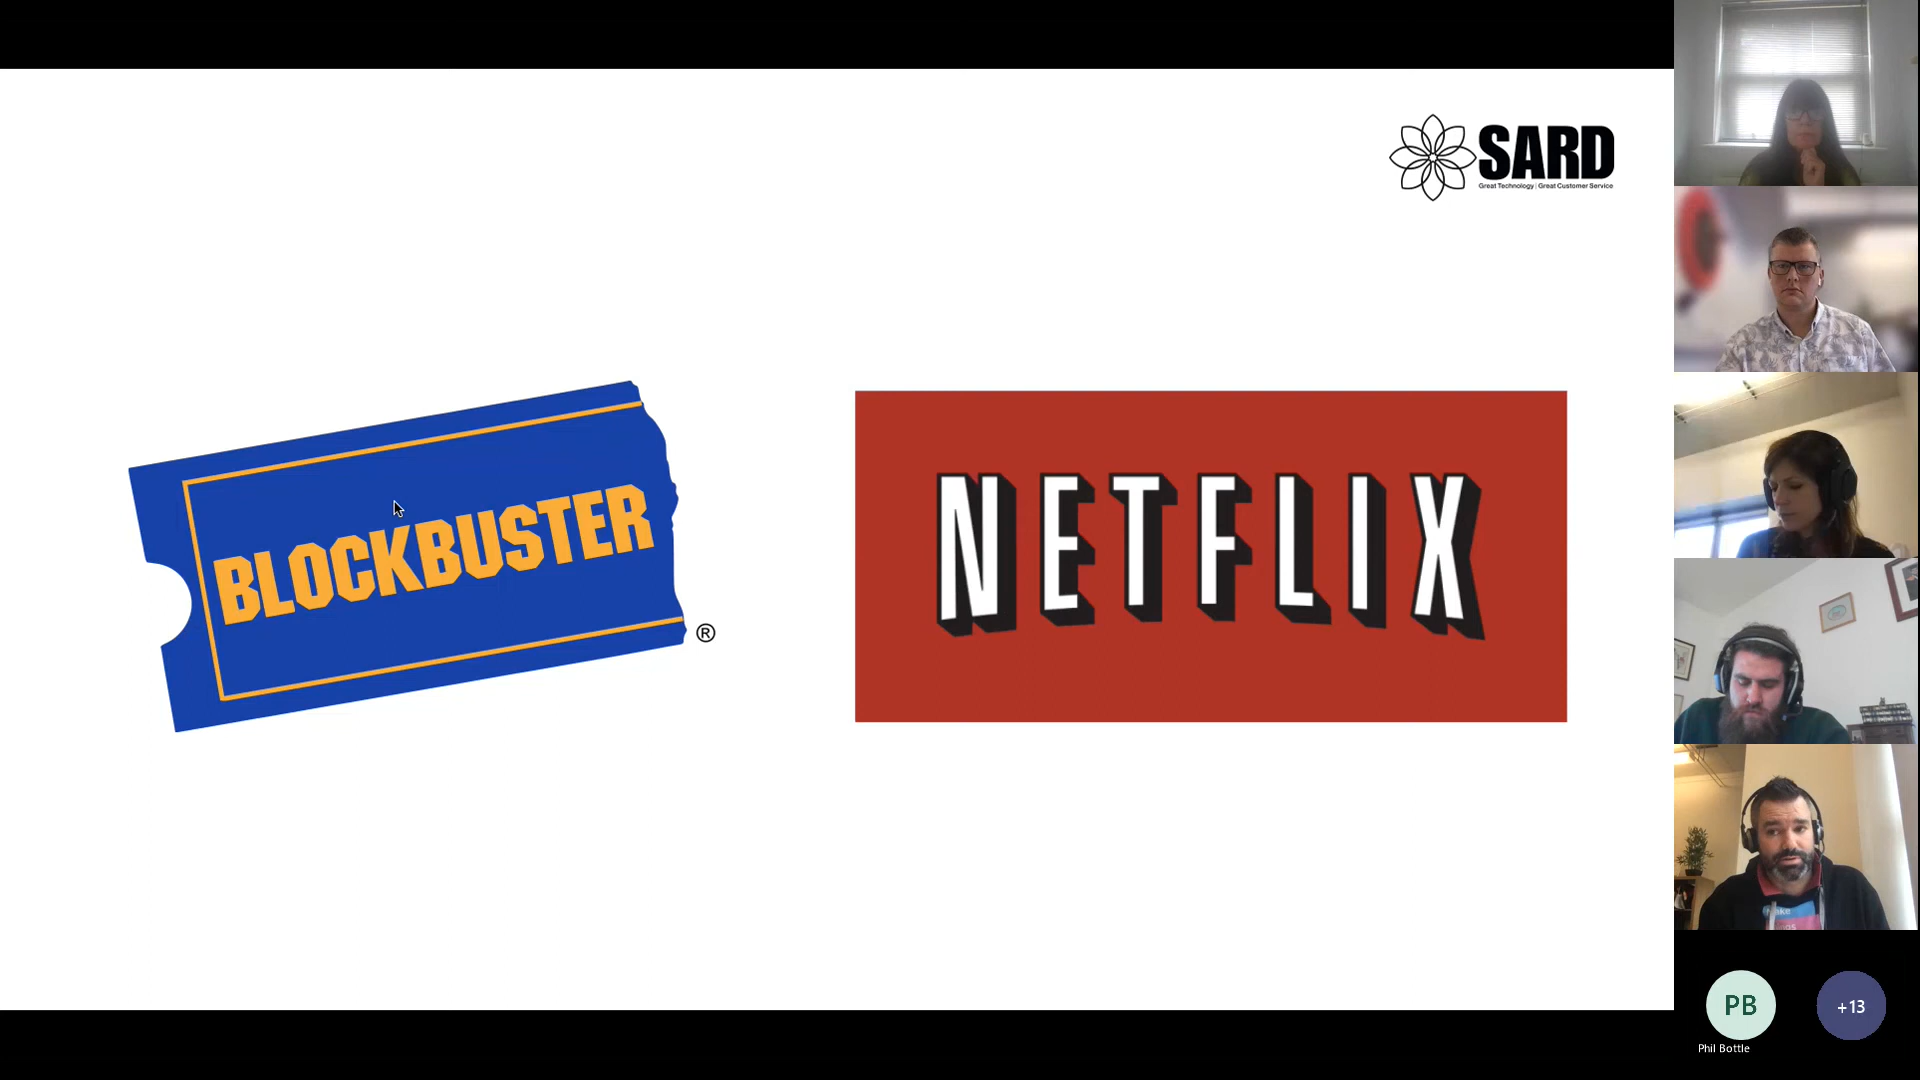 SARD
Great Technology | Great Customer Service
BLOCKBUSTER
®
NETFLIX
PB
Phil Bottle
+13